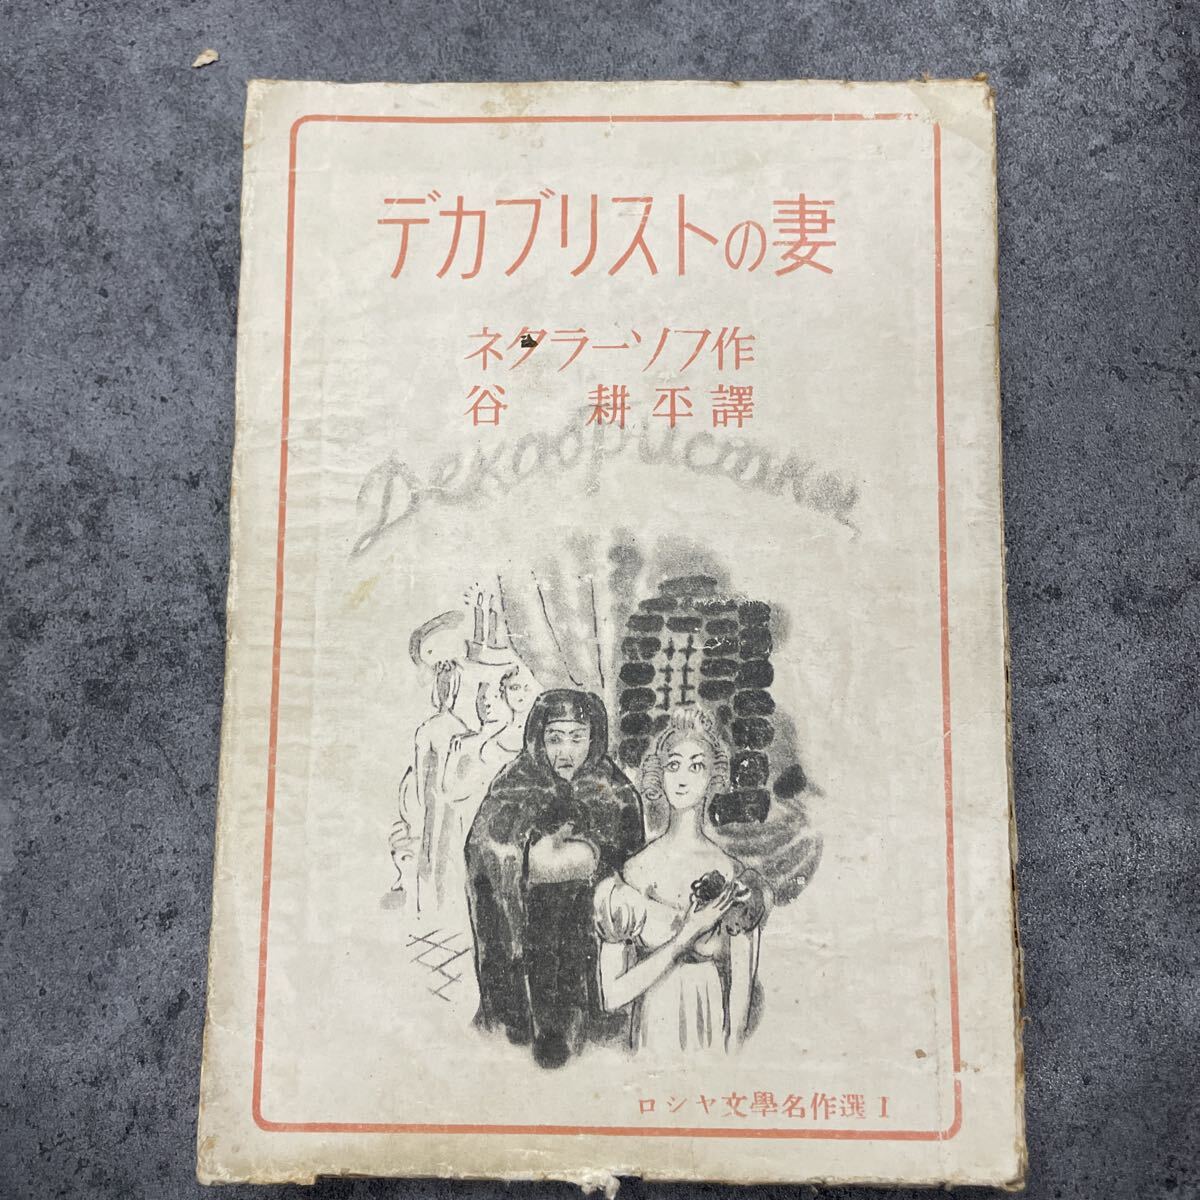 デカブリストの妻
ネクラーソフ作
谷 耕平譯
Декабристки
ロシヤ文學名作選 I